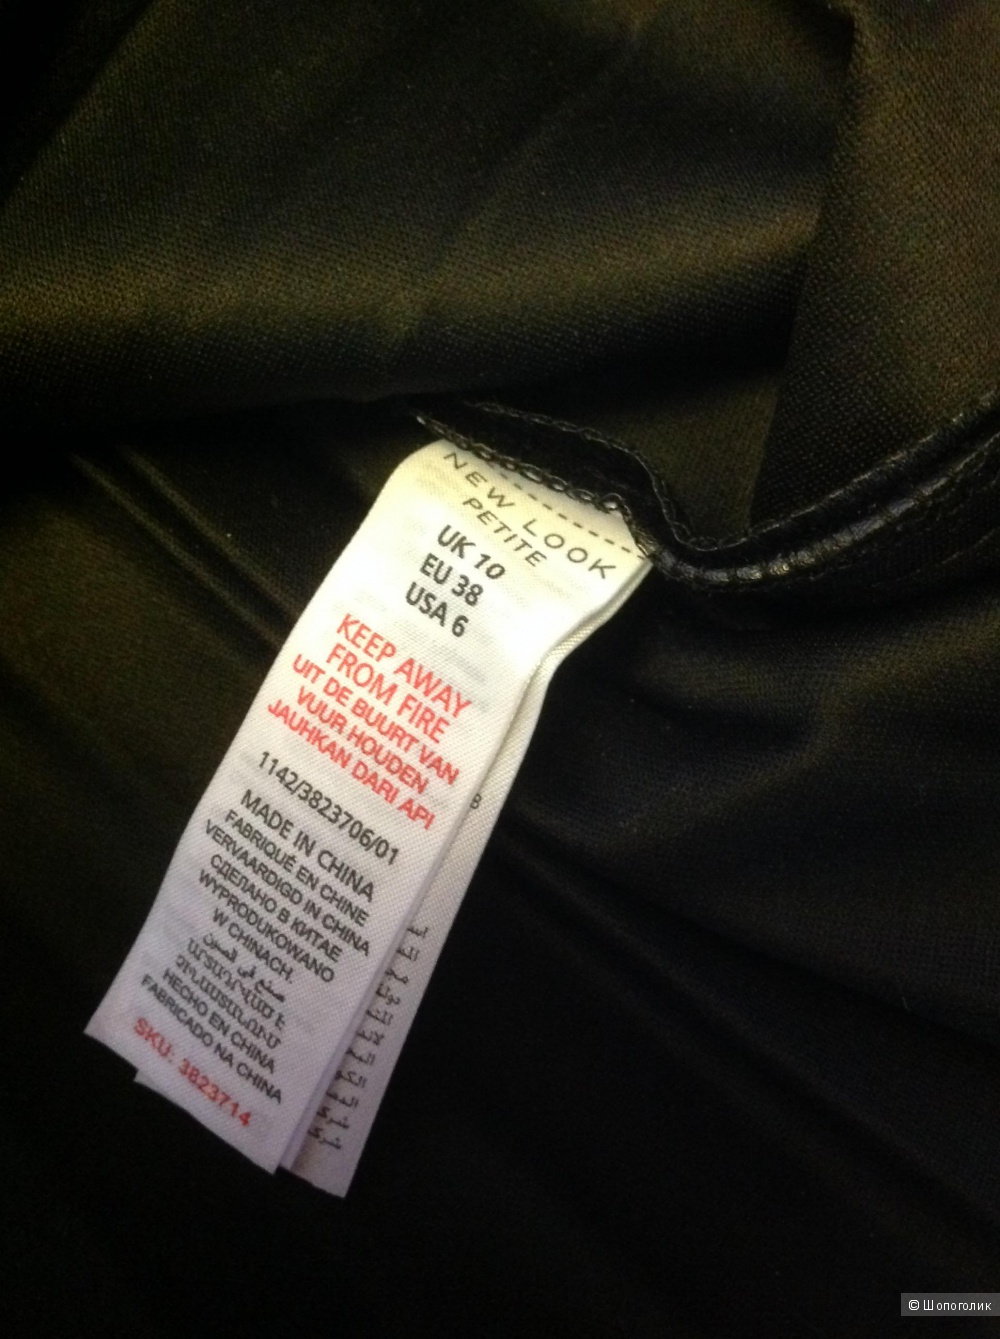 NEW LOOK
PETITE
UK 10
EU 38
USA 6
KEEP AWAY
FROM FIRE
UIT DE BUURT VAN
VUUR HOUDEN
JAUHKAN DARI API
1142/3823706/01
MADE IN CHINA
FABRIQUÉ EN CHINE
VERVAARDIGD IN CHINA
СДЕЛАНО В КИТАЕ
WYPRODUKOWANO
W CHINACH.
صنع في الصين
ԱՐՏԱԴՐՎԱԾ Է
ՉԻՆԱՍՏԱՆՈՒՄ
HECHO EN CHINA
FABRICADO NA CHINA
SKU: 3823714
B
© Шопоголик